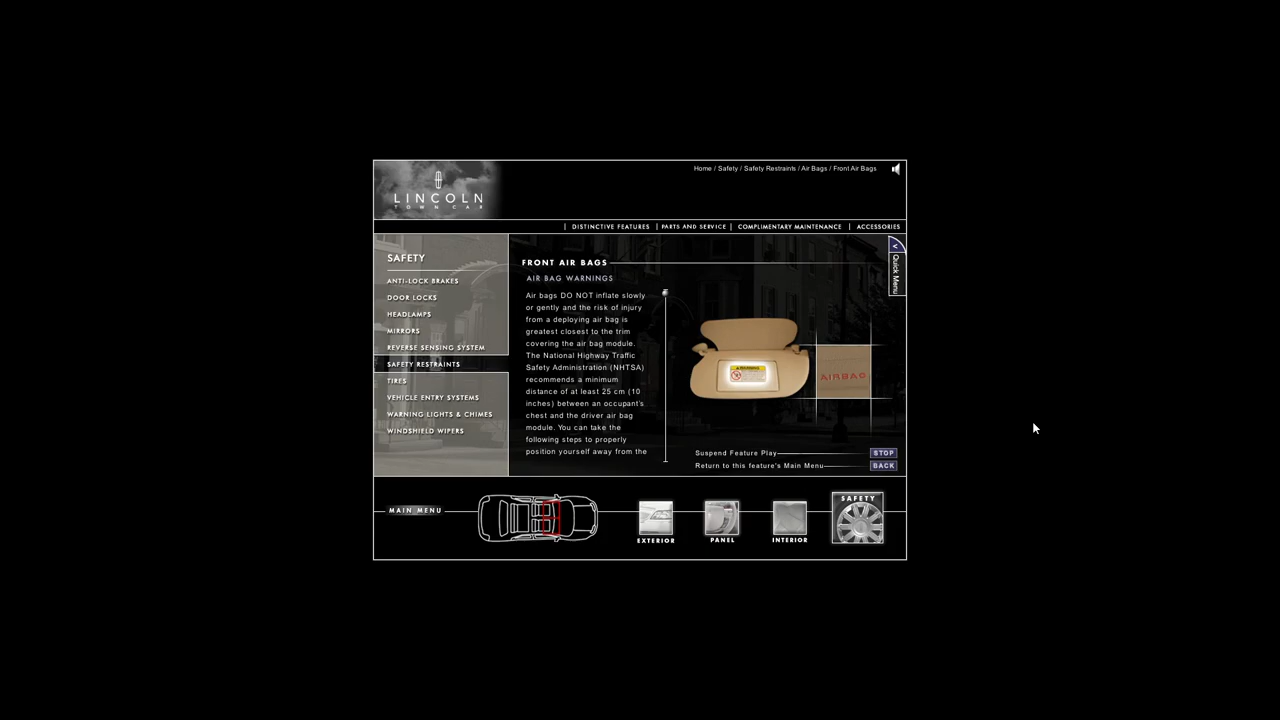 Home / Safety / Safety Restraints / Air Bags / Front Air Bags
LINCOLN
TOWN CAR
DISTINCTIVE FEATURES | PARTS AND SERVICE | COMPLIMENTARY MAINTENANCE | ACCESSORIES
Quick Menu
SAFETY
ANTI-LOCK BRAKES
DOOR LOCKS
HEADLAMPS
MIRRORS
REVERSE SENSING SYSTEM
SAFETY RESTRAINTS
TIRES
VEHICLE ENTRY SYSTEMS
WARNING LIGHTS & CHIMES
WINDSHIELD WIPERS
FRONT AIR BAGS
AIR BAG WARNINGS
Air bags DO NOT inflate slowly
or gently and the risk of injury
from a deploying air bag is
greatest closest to the trim
covering the air bag module.
The National Highway Traffic
Safety Administration (NHTSA)
recommends a minimum
distance of at least 25 cm (10
inches) between an occupant's
chest and the driver air bag
module. You can take the
following steps to properly
position yourself away from the
AIRBAG
Suspend Feature Play STOP
Return to this feature's Main Menu BACK
MAIN MENU
EXTERIOR
PANEL
INTERIOR
SAFETY